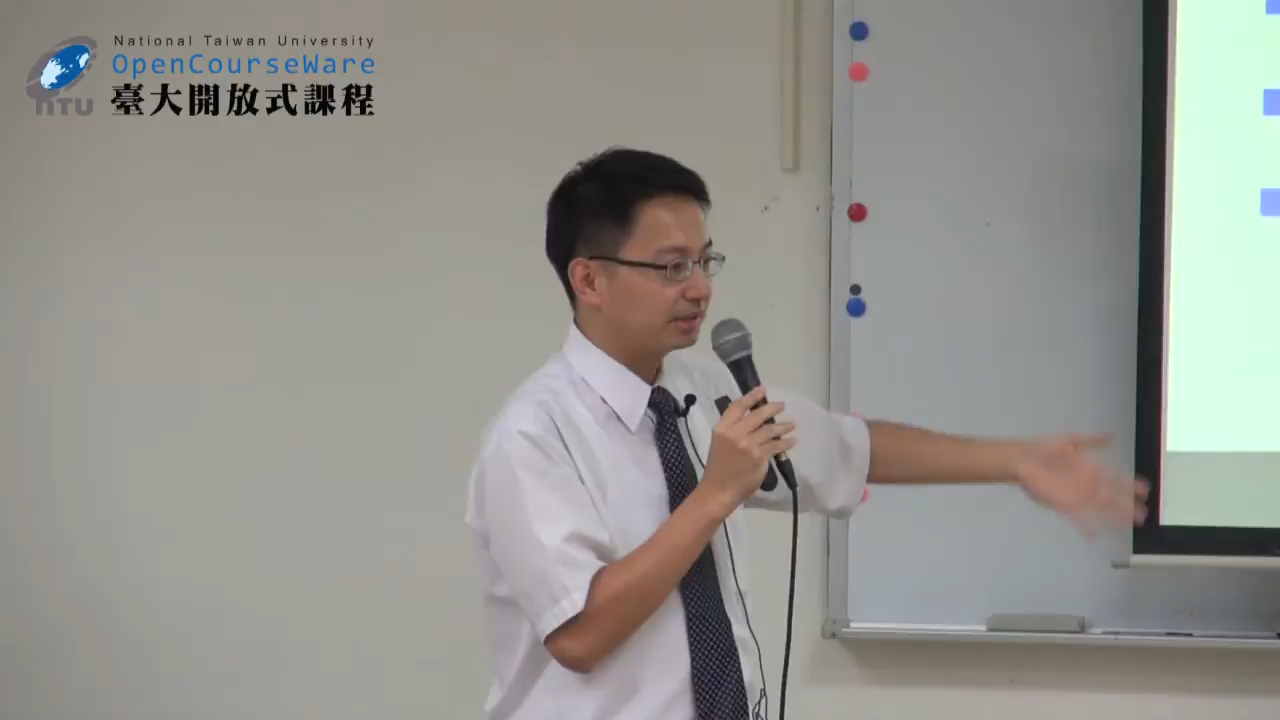 National Taiwan University
OpenCourseWare
NTU
臺大開放式課程